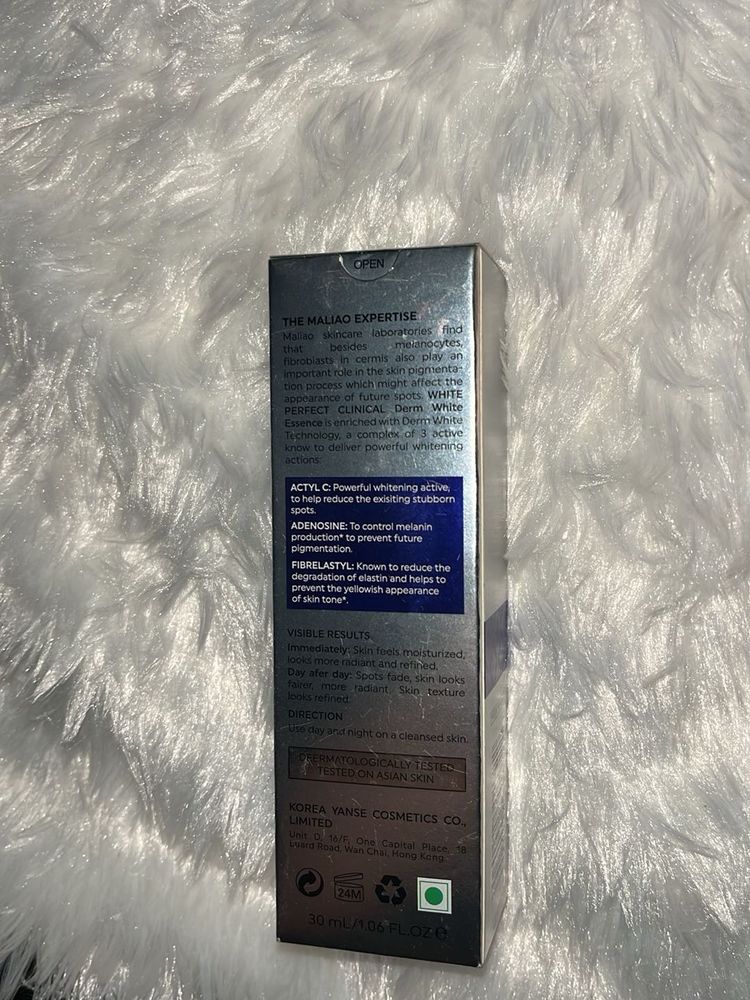 OPEN
THE MALIAO EXPERTISE
Maliao skincare laboratories find
that besides melanocytes,
fibroblasts in cermis also play an
important role in the skin pigmenta-
tion process which might affect the
appearance of future spots. WHITE
PERFECT CLINICAL Derm White
Essence is enriched with Derm White
Technology, a complex of 3 active
know to deliver powerful whitening
actions:
ACTYL C: Powerful whitening active,
to help reduce the exisiting stubborn
spots.
ADENOSINE: To control melanin
production* to prevent future
pigmentation.
FIBRELASTYL: Known to reduce the
degradation of elastin and helps to
prevent the yellowish appearance
of skin tone*.
VISIBLE RESULTS
Immediately: Skin feels moisturized,
looks more radiant and refined.
Day afer day: Spots fade, skin looks
fairer, more radiant. Skin texture
looks refined.
DIRECTION
Use day and night on a cleansed skin.
DEERMATOLOGICALLY TESTED
TESTED ON ASIAN SKIN
KOREA YANSE COSMETICS CO.,
LIMITED
Unit D, 16/F, One Capital Place, 18
Luard Road, Wan Chai, Hong Kong.
24M
30 mL/1.06 FL.OZ e